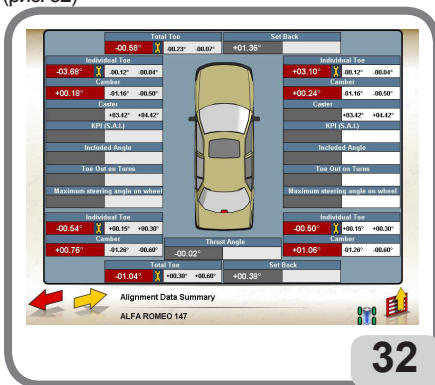 (рис. 32)
Total Toe Set Back
-00.58° -00.23° -00.07° +01.36°
Individual Toe Individual Toe
-03.68° -00.12° -00.04° +03.10° -00.12° -00.04°
Camber Camber
+00.18° -01.16° -00.50° +00.24° -01.16° -00.50°
Caster Caster
+03.42° +04.42° +03.42° +04.42°
KPI (S.A.I.) KPI (S.A.I.)
Included Angle Included Angle
Toe Out on Turns Toe Out on Turns
Maximum steering angle on wheel Maximum steering angle on wheel
Individual Toe Individual Toe
-00.54° +00.15° +00.30° -00.50° +00.15° +00.30°
Camber Thrust Angle Camber
+00.76° -01.26° -00.60° -00.02° +01.06° -01.26° -00.60°
Total Toe Set Back
-01.04° +00.30° +00.60° +00.38°
Alignment Data Summary
ALFA ROMEO 147
32